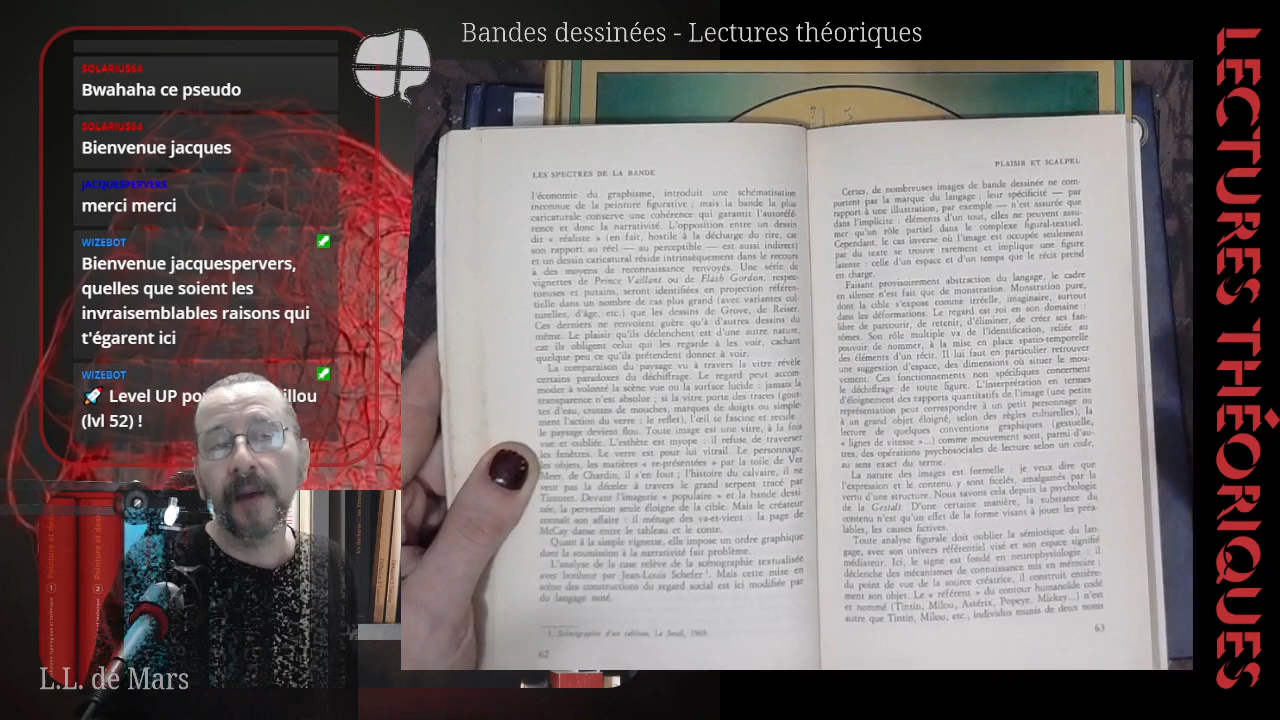 Bandes dessinées - Lectures théoriques
LECTURES THÉORIQUES
SOLARIUS64
Bwahaha ce pseudo
SOLARIUS64
Bienvenue jacques
JACQUESPERVERS
merci merci
WIZEBOT
Bienvenue jacquespervers,
quelles que soient les
invraisemblables raisons qui
t'égarent ici
WIZEBOT
Level UP illou
(lvl 52) !
L.L. de Mars
LES SPECTRES DE LA BANDE
l'économie du graphisme, introduit une schématisation
inconnue de la peinture figurative ; mais la bande la plus
caricaturale conserve une cohérence qui garantit l'autoréfé-
rence et donc la narrativité. L'opposition entre un dessin
dit « réaliste » (en fait, hostile à la décharge du rire, car
son rapport au réel — au perceptible — est aussi indirect)
et un dessin caricatural réside intrinsèquement dans le recours
à des moyens de reconnaissance renvoyés. Une série de
vignettes de Prince Vaillant ou de Flash Gordon, respec-
tueuses et putains, seront identifiées en projection référen-
tielle dans un nombre de cas plus grand (avec variantes cul-
turelles, d'âge, etc.) que les dessins de Grove, de Reiser.
Ces derniers ne renvoient guère qu'à d'autres dessins du
même. Le plaisir qu'ils déclenchent est d'une autre nature,
car ils obligent celui qui les regarde à les voir, cachant
quelque peu ce qu'ils prétendent donner à voir.
La comparaison du paysage vu à travers la vitre révèle
certains paradoxes du déchiffrage. Le regard peut accom-
moder à volonté la scène vue ou la surface lucide : jamais la
transparence n'est absolue ; si la vitre porte des traces (gout-
tes d'eau, crottes de mouches, marques de doigts ou simple-
ment l'action du verre : le reflet), l'œil se fascine et recule :
le paysage devient flou. Toute image est une vitre, à la fois
vue et oubliée. L'esthète est myope : il refuse de traverser
les fenêtres. Le verre est pour lui vitrail. Le personnage,
les objets, les matières « re-présentées » par la toile de Ver
Meer, de Chardin, il s'en fout ; l'histoire du calvaire, il ne
veut pas la déceler à travers le grand serpent tracé par
Tintoret. Devant l'imagerie « populaire » et la bande dessi-
née, la perversion seule éloigne de la cible. Mais le créateur
connaît son affaire : il ménage des va-et-vient : la page de
McCay danse entre le tableau et le conte.
Quant à la simple vignette, elle impose un ordre graphique
dont la soumission à la narrativité fait problème.
L'analyse de la case relève de la scénographie textualisée
avec bonheur par Jean-Louis Schefer ¹. Mais cette mise en
scène des constructions du regard social est ici modifiée par
du langage noté.
1. Scénographie d'un tableau, Le Seuil, 1969.
62
PLAISIR ET SCALPEL
Certes, de nombreuses images de bande dessinée ne com-
portent pas la marque du langage ; leur spécificité — par
rapport à une illustration, par exemple — n'est assurée que
dans l'implicite : éléments d'un tout, elles ne peuvent assu-
mer qu'un rôle partiel dans le complexe figural-textuel.
Cependant, le cas inverse où l'image est occupée seulement
par du texte se trouve rarement et implique une figure
latente : celle d'un espace et d'un temps que le récit prend
en charge.
Faisant provisoirement abstraction du langage, le cadre
en silence n'est fait que de monstration. Monstration pure,
dont la cible s'expose comme irréelle, imaginaire, surtout
dans les déformations. Le regard est roi en son domaine :
libre de parcourir, de retenir, d'éliminer, de créer ses fan-
tômes. Son rôle multiple va de l'identification, reliée au
pouvoir de nommer, à la mise en place spatio-temporelle
des éléments d'un récit. Il lui faut en particulier retrouver
une suggestion d'espace, des dimensions où situer le mou-
vement. Ces fonctionnements non spécifiques concernent
le déchiffrage de toute figure. L'interprétation en termes
d'éloignement des rapports quantitatifs de l'image (une petite
représentation peut correspondre à un petit personnage ou
à un grand objet éloigné, selon des règles culturelles), la
lecture de quelques conventions graphiques (gestuelle,
« lignes de vitesse »...) comme mouvement sont, parmi d'au-
tres, des opérations psychosociales de lecture selon un code,
au sens exact du terme.
La nature des images est formelle : je veux dire que
l'expression et le contenu y sont ficelés, amalgamés par la
vertu d'une structure. Nous savons cela depuis la psychologie
de la Gestalt. D'une certaine manière, la substance du
contenu n'est qu'un effet de la forme visant à jouer les préa-
lables, les causes fictives.
Toute analyse figurale doit oublier la sémiotique du lan-
gage, avec son univers référentiel visé et son espace signifié
médiateur. Ici, le signe est fondé en neurophysiologie : il
déclenche des mécanismes de connaissance mis en mémoire ;
du point de vue de la source créatrice, il construit entière-
ment son objet. Le « référent » du contour humanoïde codé
et nommé (Tintin, Milou, Astérix, Popeye, Mickey...) n'est
autre que Tintin, Milou, etc., individus munis de deux noms
63